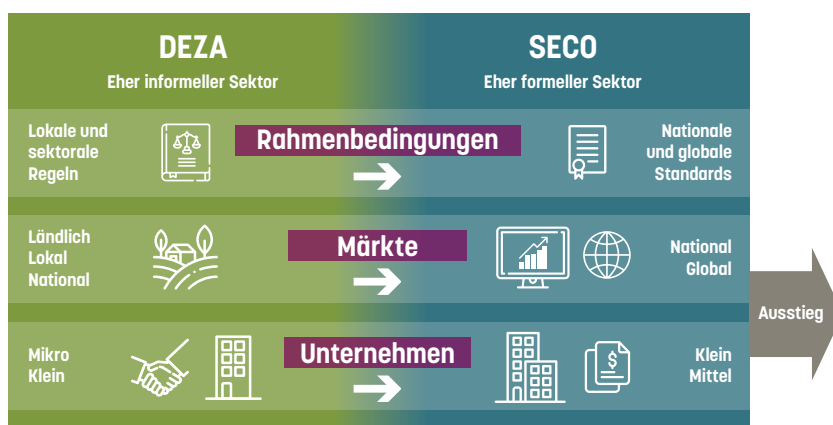 DEZA
Eher informeller Sektor
SECO
Eher formeller Sektor
Lokale und
sektorale
Regeln
Rahmenbedingungen
Nationale
und globale
Standards
Ländlich
Lokal
National
Märkte
National
Global
Mikro
Klein
Unternehmen
$
Klein
Mittel
Ausstieg